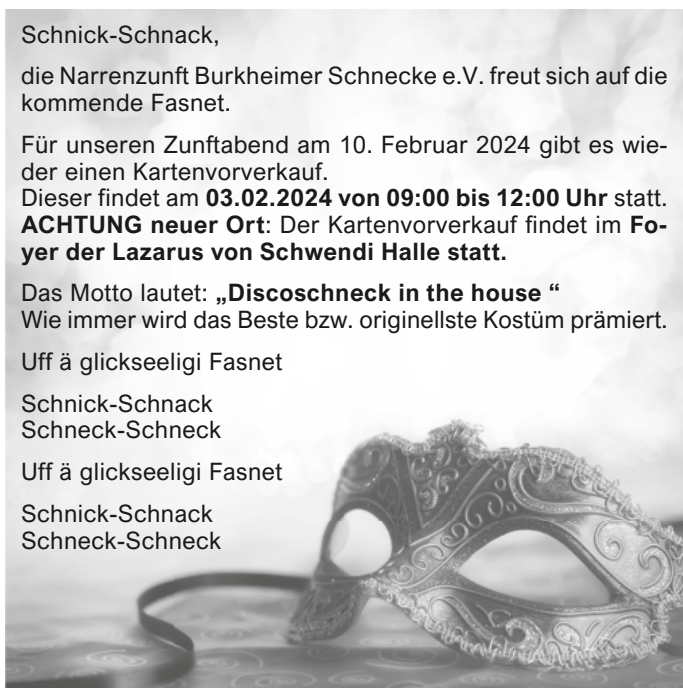 Schnick-Schnack,
die Narrenzunft Burkheimer Schnecke e.V. freut sich auf die
kommende Fasnet.
Für unseren Zunftabend am 10. Februar 2024 gibt es wie-
der einen Kartenvorverkauf.
Dieser findet am 03.02.2024 von 09:00 bis 12:00 Uhr statt.
ACHTUNG neuer Ort: Der Kartenvorverkauf findet im Fo-
yer der Lazarus von Schwendi Halle statt.
Das Motto lautet: „Discoschneck in the house “
Wie immer wird das Beste bzw. originellste Kostüm prämiert.
Uff ä glickseeligi Fasnet
Schnick-Schnack
Schneck-Schneck
Uff ä glickseeligi Fasnet
Schnick-Schnack
Schneck-Schneck